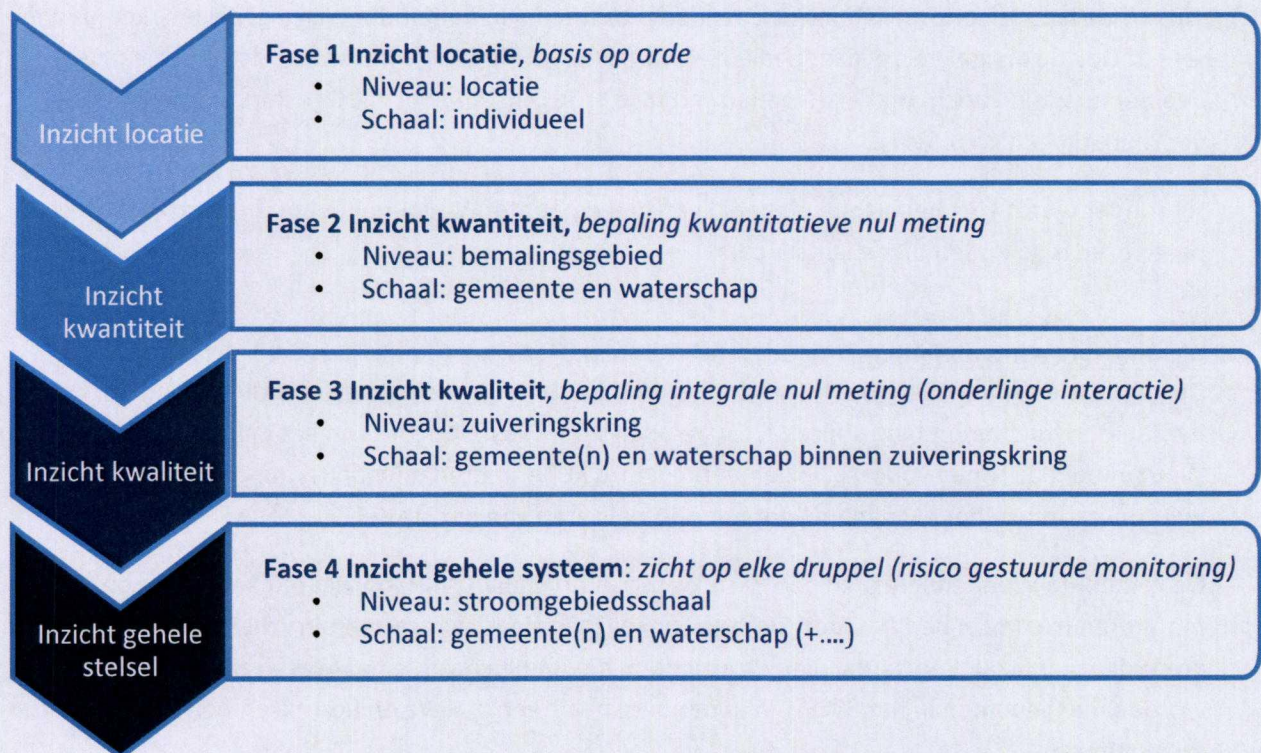 Inzicht locatie
Fase 1 Inzicht locatie, basis op orde
• Niveau: locatie
• Schaal: individueel
Inzicht
kwantiteit
Fase 2 Inzicht kwantiteit, bepaling kwantitatieve nul meting
• Niveau: bemalingsgebied
• Schaal: gemeente en waterschap
Inzicht kwaliteit
Fase 3 Inzicht kwaliteit, bepaling integrale nul meting (onderlinge interactie)
• Niveau: zuiveringskring
• Schaal: gemeente(n) en waterschap binnen zuiveringskring
Inzicht gehele
stelsel
Fase 4 Inzicht gehele systeem: zicht op elke druppel (risico gestuurde monitoring)
• Niveau: stroomgebiedsschaal
• Schaal: gemeente(n) en waterschap (+....)